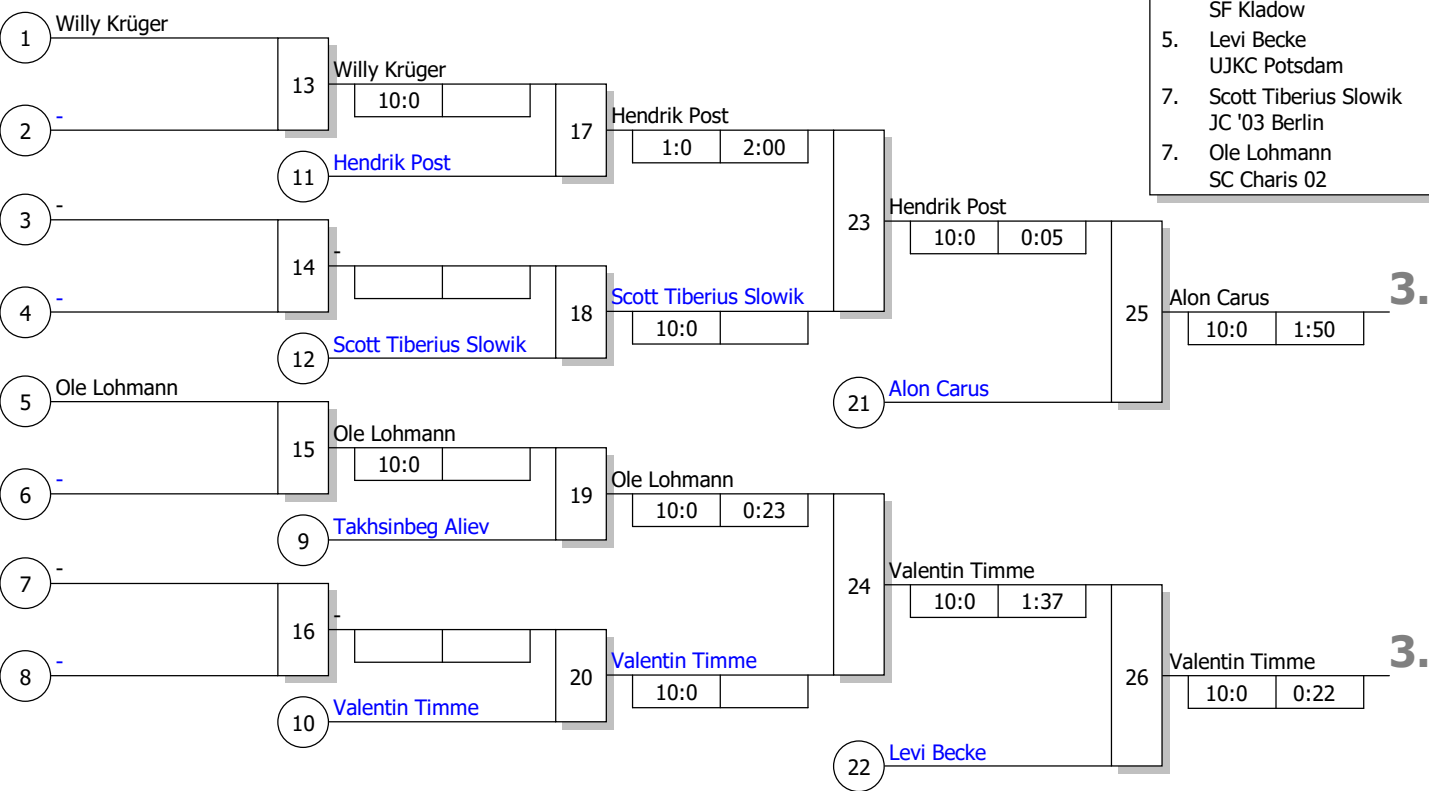 SF Kladow
5. Levi Becke
UJKC Potsdam
7. Scott Tiberius Slowik
JC '03 Berlin
7. Ole Lohmann
SC Charis 02
1 Willy Krüger
13 Willy Krüger
10:0
2 -
17 Hendrik Post
1:0 2:00
11 Hendrik Post
3 -
23 Hendrik Post
10:0 0:05
14 -
4 -
18 Scott Tiberius Slowik
10:0
12 Scott Tiberius Slowik
25 Alon Carus 3.
10:0 1:50
5 Ole Lohmann
21 Alon Carus
15 Ole Lohmann
10:0
6 -
19 Ole Lohmann
10:0 0:23
9 Takhsinbeg Aliev
7 -
24 Valentin Timme
10:0 1:37
16 -
8 -
20 Valentin Timme
10:0
10 Valentin Timme
26 Valentin Timme 3.
10:0 0:22
22 Levi Becke